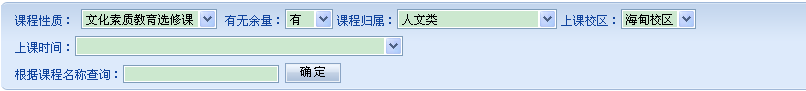 课程性质： 文化素质教育选修课 有无余量： 有 课程归属： 人文类 上课校区： 海甸校区
上课时间：
根据课程名称查询： 确定